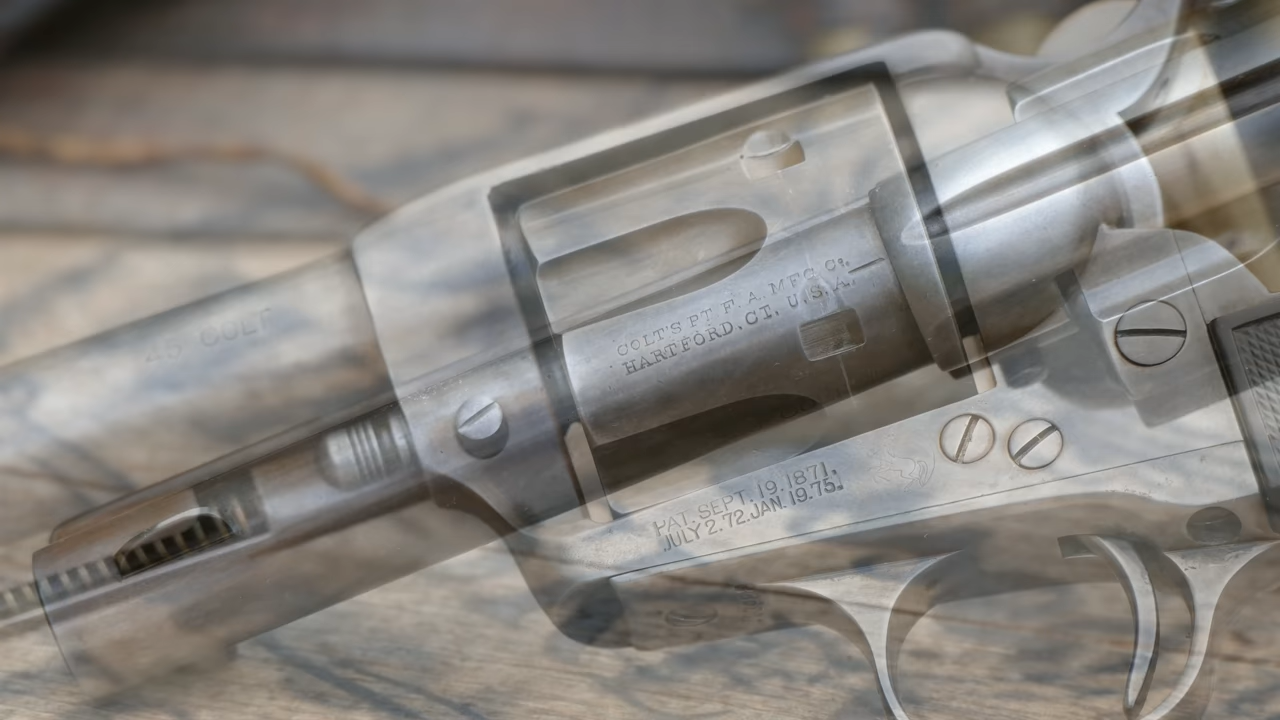 45 COLT
COLT'S PT. F. A. MFG Co.
HARTFORD, CT. U.S.A.
PAT. SEPT. 19. 1871.
JULY 2. 72. JAN. 19. 75.